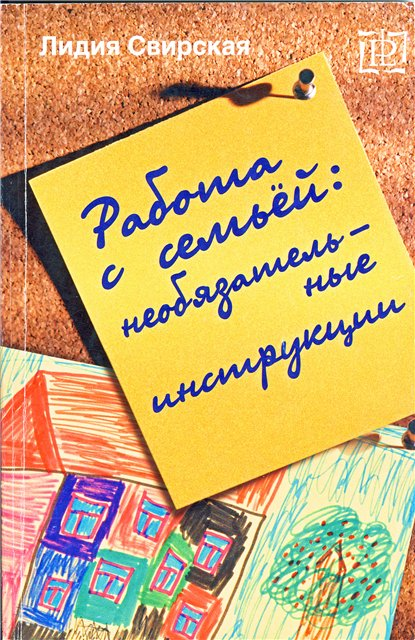 Лидия Свирская
Работа
с семьёй:
необязатель-
ные
инструкции